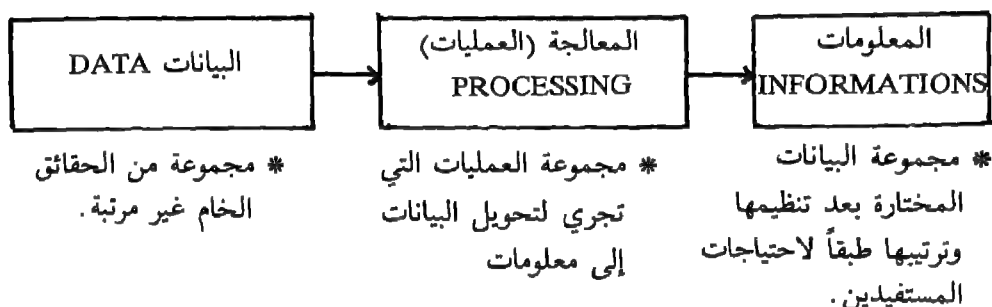 البيانات DATA
المعالجة (العمليات)
PROCESSING
المعلومات
INFORMATIONS
* مجموعة من الحقائق
الخام غير مرتبة.
* مجموعة العمليات التي
تجري لتحويل البيانات
إلى معلومات
* مجموعة البيانات
المختارة بعد تنظيمها
وترتيبها طبقاً لاحتياجات
المستفيدين.